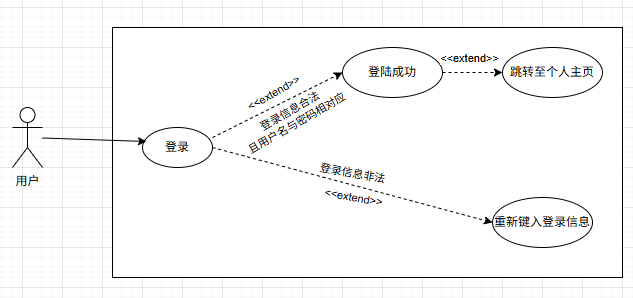 <<extend>>
登陆成功
<<extend>>
跳转至个人主页
登录信息合法
且用户名与密码相对应
用户
登录
登录信息非法
<<extend>>
重新键入登录信息